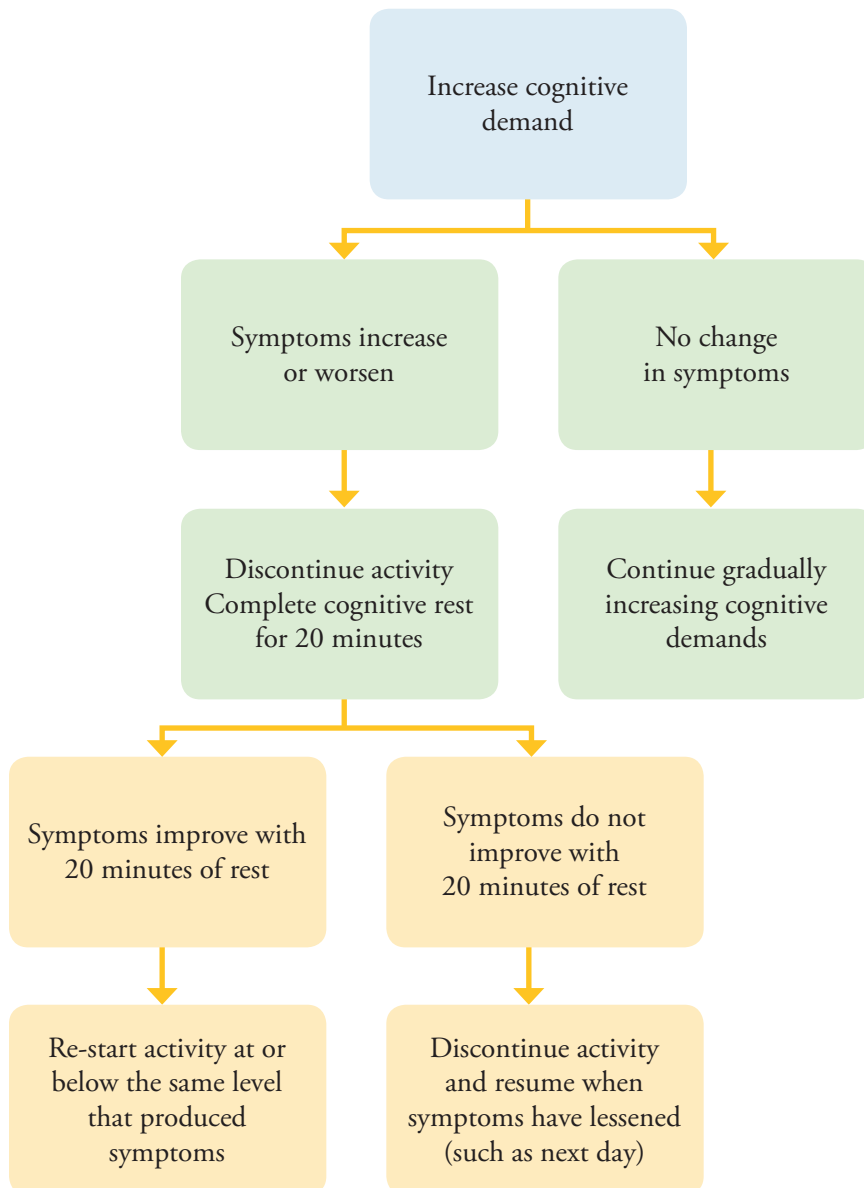 Increase cognitive
demand
Symptoms increase
or worsen
No change
in symptoms
Discontinue activity
Complete cognitive rest
for 20 minutes
Continue gradually
increasing cognitive
demands
Symptoms improve with
20 minutes of rest
Symptoms do not
improve with
20 minutes of rest
Re-start activity at or
below the same level
that produced
symptoms
Discontinue activity
and resume when
symptoms have lessened
(such as next day)